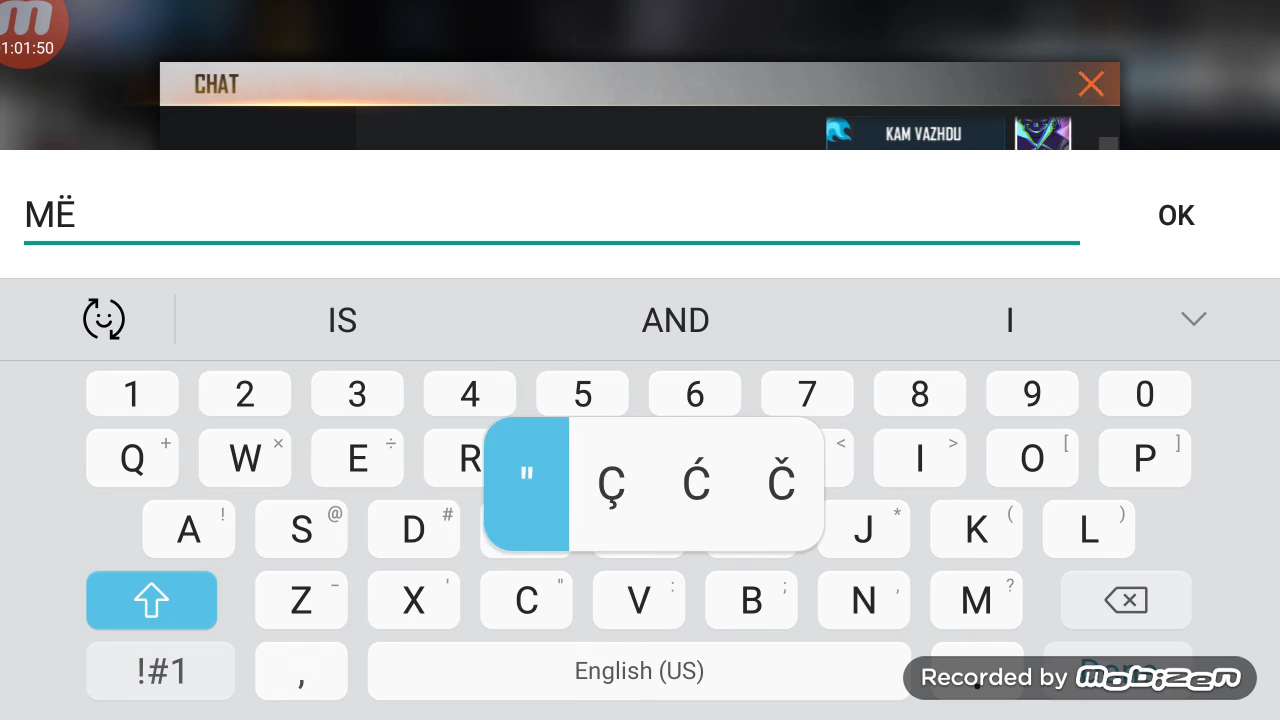 m
1:01:50
CHAT
KAM VAZHDU
MË
OK
IS AND I
1 2 3 4 5 6 7 8 9 0
Q + W × E ÷ R < I > O [ P ]
" Ç Ć Č
A ! S @ D # J * K ( L )
Z - X ' C " V : B ; N , M ?
!#1 , English (US) .
Recorded by mobizen